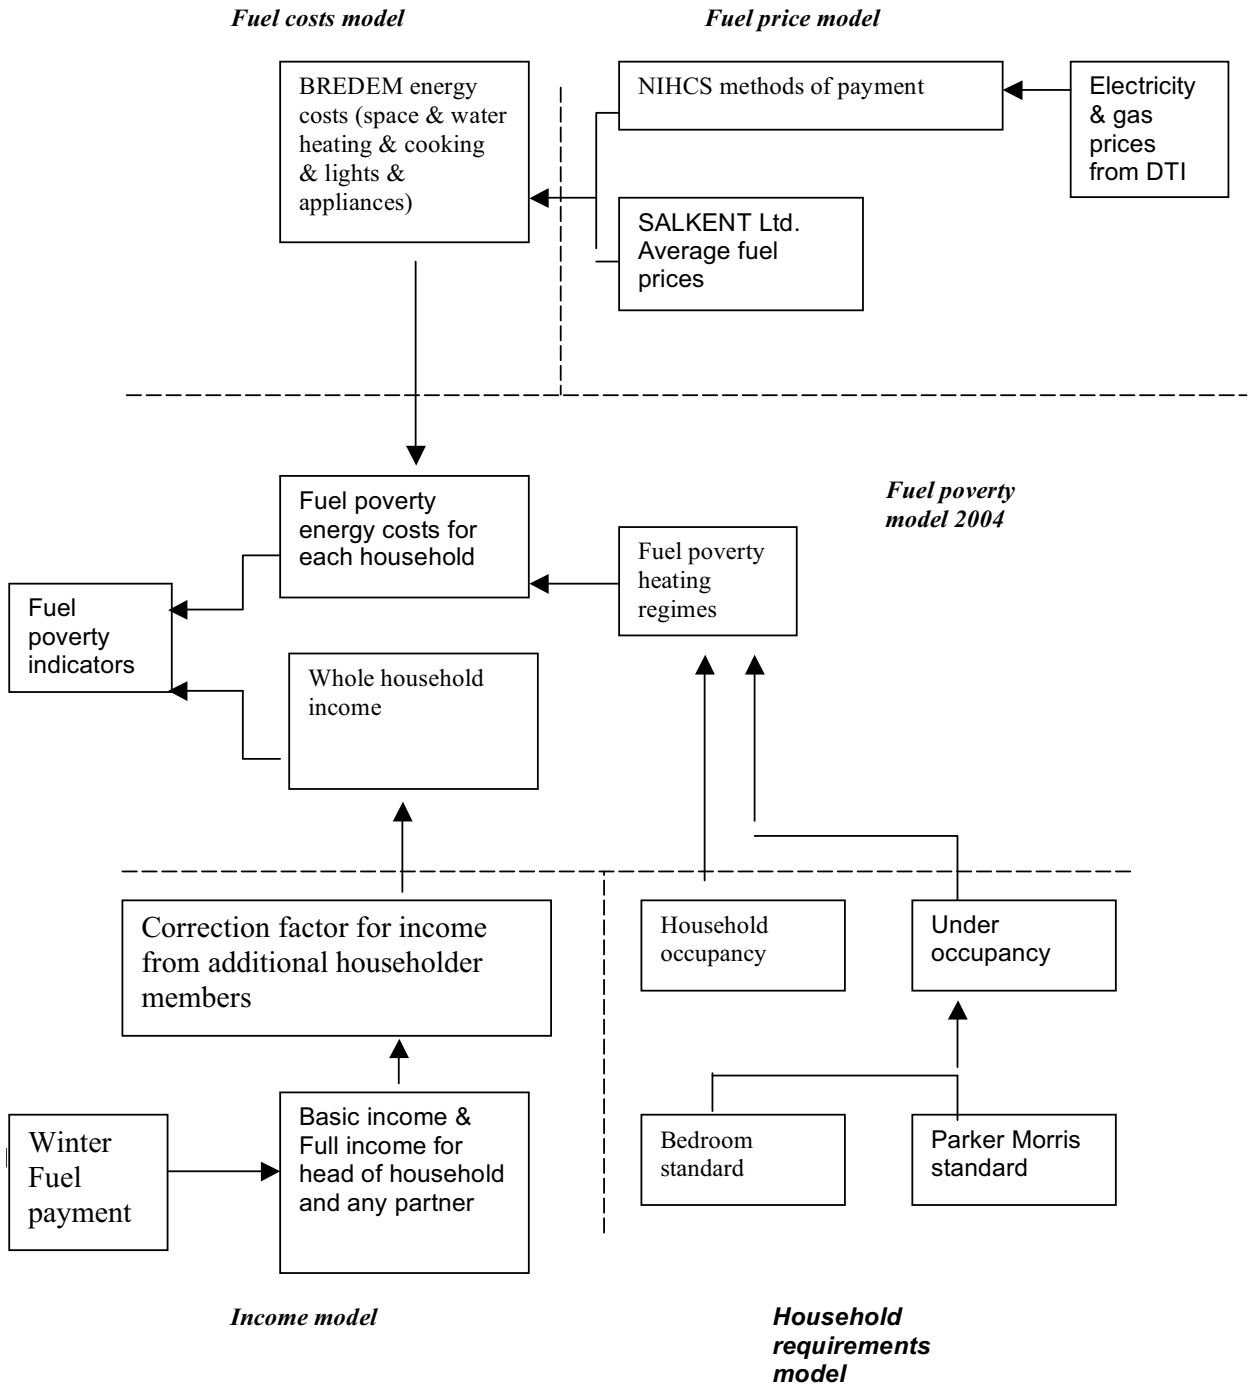 Fuel costs model
Fuel price model
BREDEM energy
costs (space & water
heating & cooking
& lights &
appliances)
NIHCS methods of payment
Electricity
& gas
prices
from DTI
SALKENT Ltd.
Average fuel
prices
Fuel poverty
energy costs for
each household
Fuel poverty
model 2004
Fuel poverty
heating
regimes
Fuel
poverty
indicators
Whole household
income
Correction factor for income
from additional householder
members
Household
occupancy
Under
occupancy
Winter
Fuel
payment
Basic income &
Full income for
head of household
and any partner
Bedroom
standard
Parker Morris
standard
Income model
Household
requirements
model